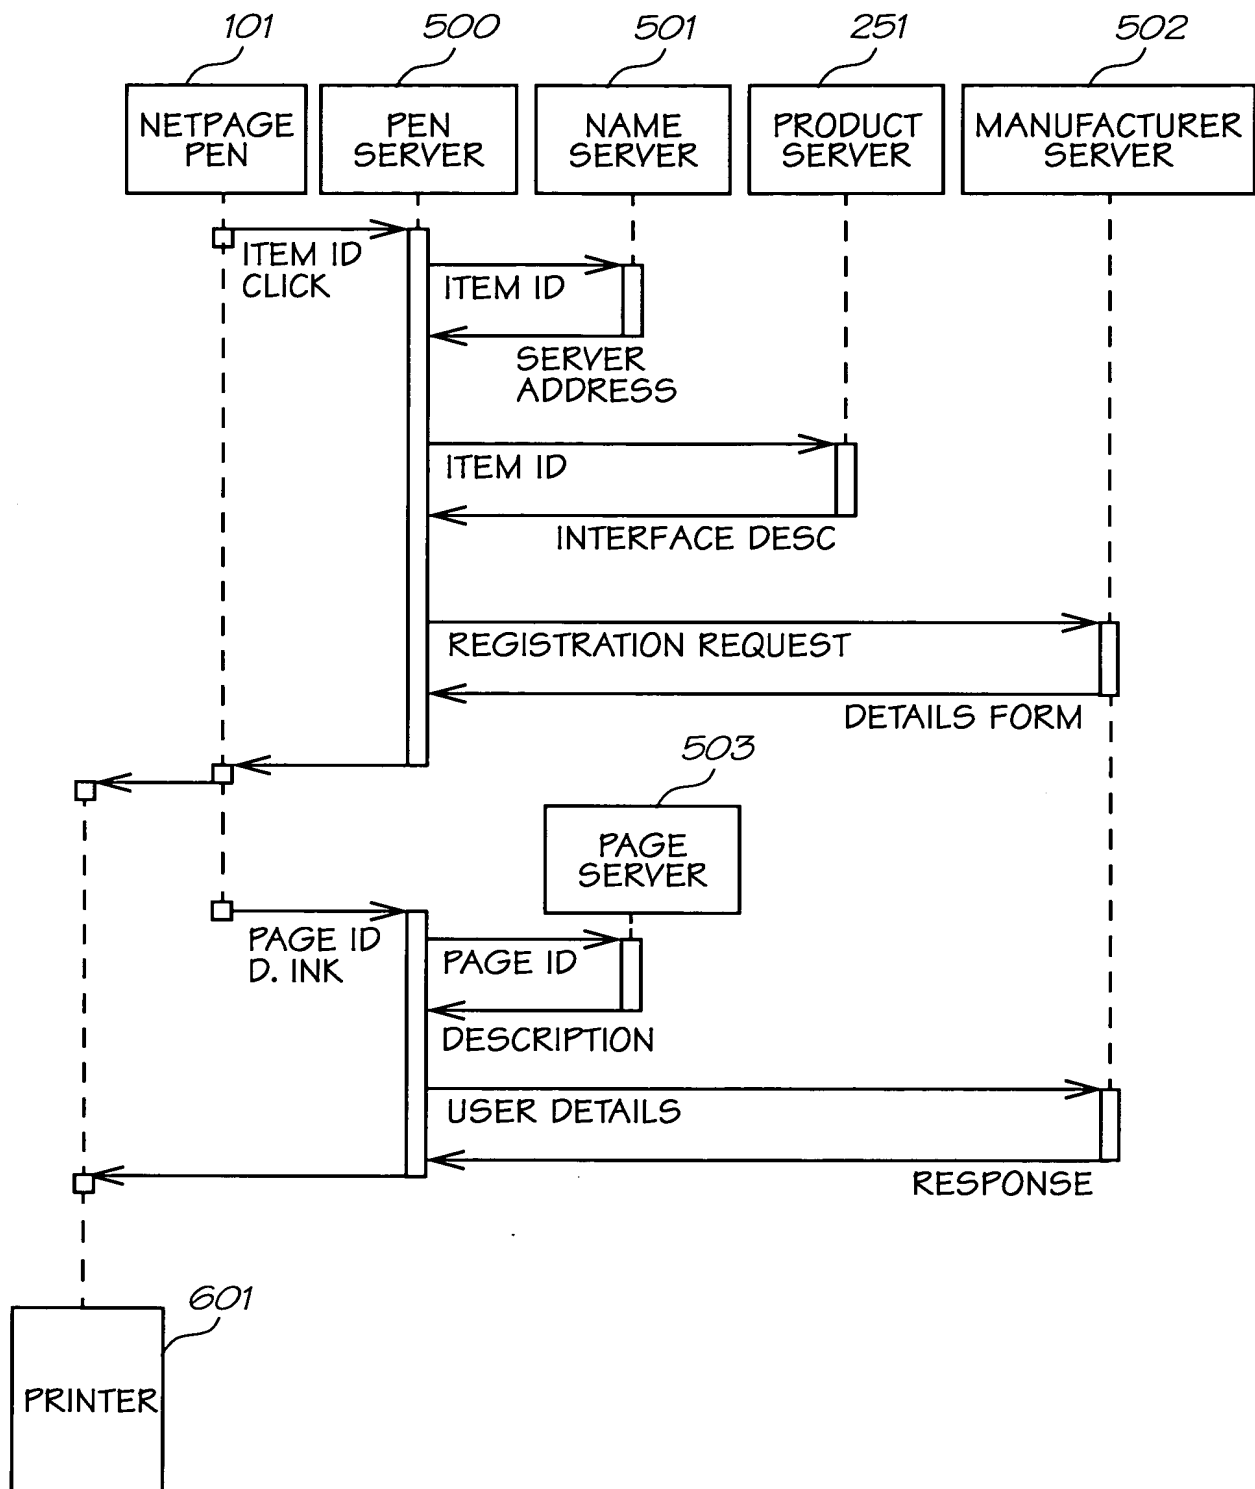 101
500
501
251
502
NETPAGE
PEN
PEN
SERVER
NAME
SERVER
PRODUCT
SERVER
MANUFACTURER
SERVER
ITEM ID
CLICK
ITEM ID
SERVER
ADDRESS
ITEM ID
INTERFACE DESC
REGISTRATION REQUEST
DETAILS FORM
503
PAGE
SERVER
PAGE ID
D. INK
PAGE ID
DESCRIPTION
USER DETAILS
RESPONSE
601
PRINTER